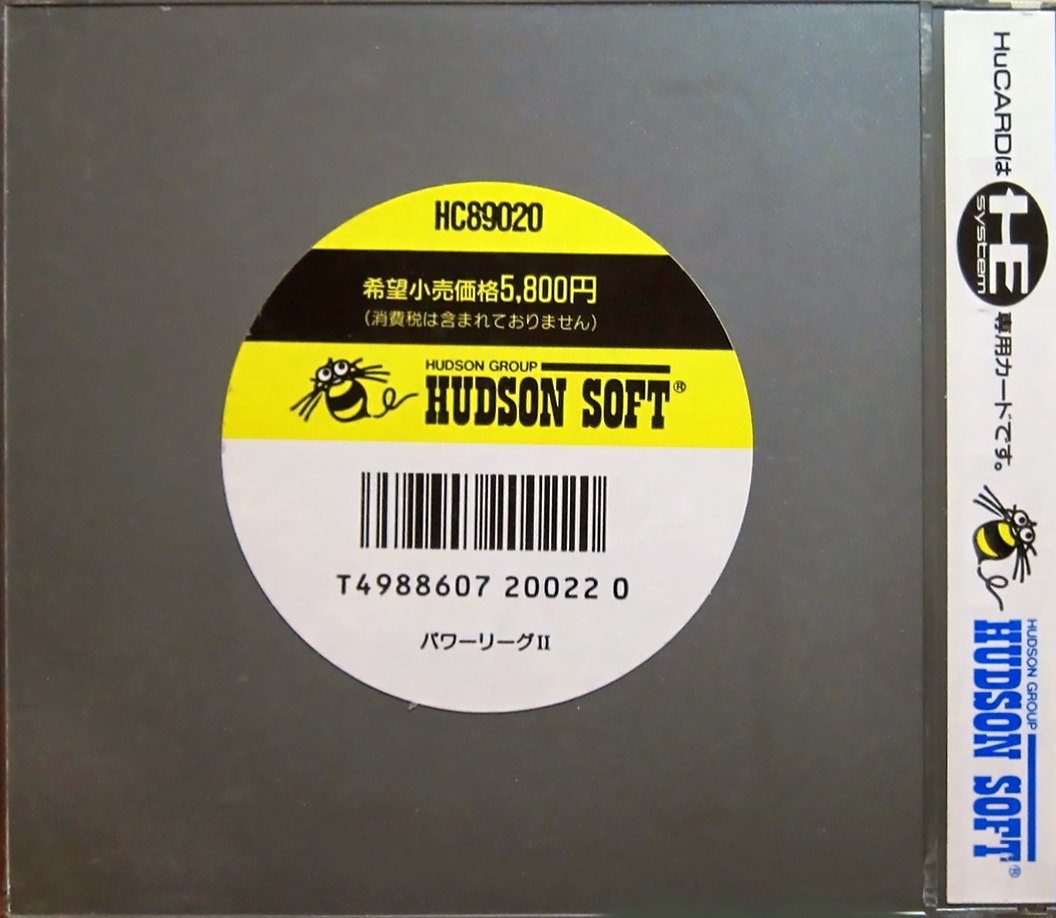 HC89020
希望小売価格5,800円
(消費税は含まれておりません)
HUDSON GROUP
HUDSON SOFT®
T4988607 20022 0
パワーリーグII
HuCARDは HE system 専用カードです。
HUDSON GROUP
HUDSON SOFT®